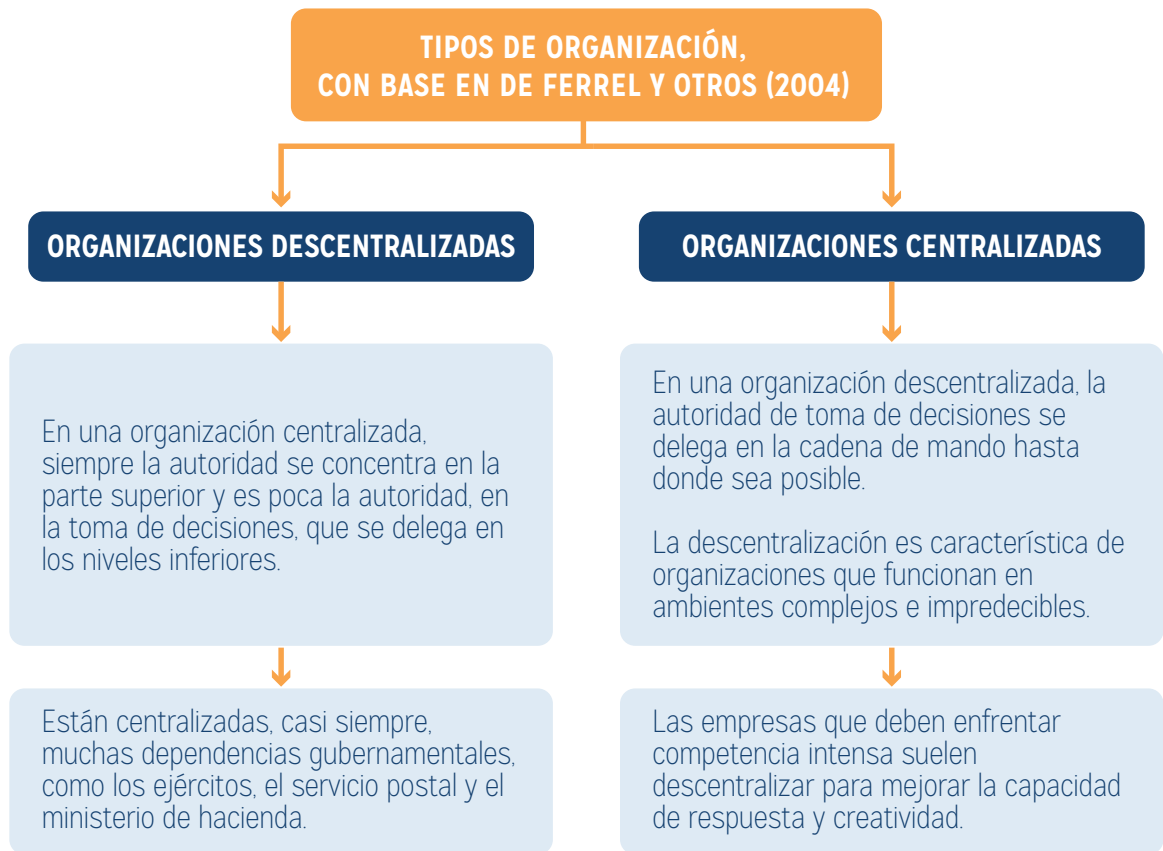 TIPOS DE ORGANIZACIÓN,
CON BASE EN DE FERREL Y OTROS (2004)
ORGANIZACIONES DESCENTRALIZADAS
En una organización centralizada,
siempre la autoridad se concentra en la
parte superior y es poca la autoridad, en
la toma de decisiones, que se delega en
los niveles inferiores.
Están centralizadas, casi siempre,
muchas dependencias gubernamentales,
como los ejércitos, el servicio postal y el
ministerio de hacienda.
ORGANIZACIONES CENTRALIZADAS
En una organización descentralizada, la
autoridad de toma de decisiones se
delega en la cadena de mando hasta
donde sea posible.
La descentralización es característica de
organizaciones que funcionan en
ambientes complejos e impredecibles.
Las empresas que deben enfrentar
competencia intensa suelen
descentralizar para mejorar la capacidad
de respuesta y creatividad.